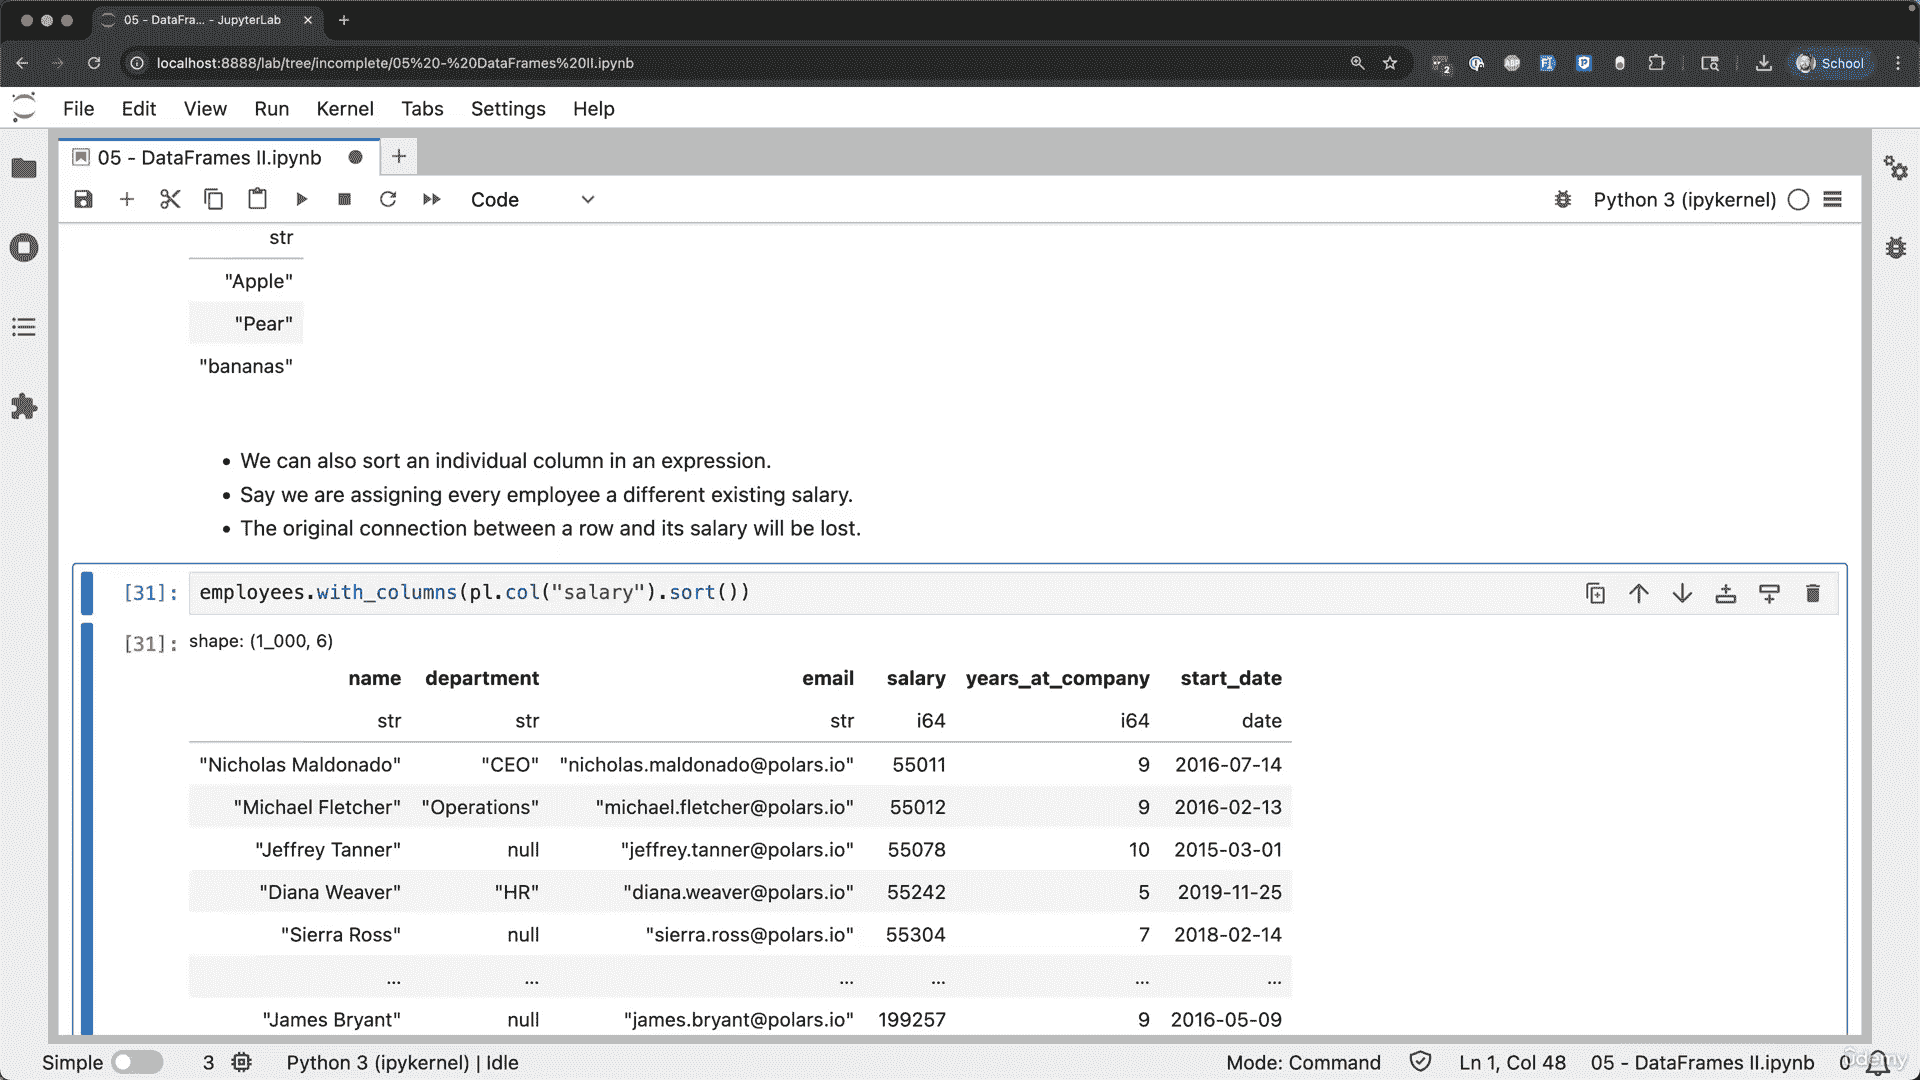 05 - DataFra... - JupyterLab
localhost:8888/lab/tree/incomplete/05%20-%20DataFrames%20II.ipynb
2
ABP
School
File Edit View Run Kernel Tabs Settings Help
05 - DataFrames II.ipynb
Code
Python 3 (ipykernel)
str
"Apple"
"Pear"
"bananas"
• We can also sort an individual column in an expression.
• Say we are assigning every employee a different existing salary.
• The original connection between a row and its salary will be lost.
[31]: employees.with_columns(pl.col("salary").sort())
[31]: shape: (1_000, 6)
name department email salary years_at_company start_date
str str str i64 i64 date
"Nicholas Maldonado" "CEO" "nicholas.maldonado@polars.io" 55011 9 2016-07-14
"Michael Fletcher" "Operations" "michael.fletcher@polars.io" 55012 9 2016-02-13
"Jeffrey Tanner" null "jeffrey.tanner@polars.io" 55078 10 2015-03-01
"Diana Weaver" "HR" "diana.weaver@polars.io" 55242 5 2019-11-25
"Sierra Ross" null "sierra.ross@polars.io" 55304 7 2018-02-14
... ... ... ... ... ...
"James Bryant" null "james.bryant@polars.io" 199257 9 2016-05-09
Simple 3 Python 3 (ipykernel) | Idle Mode: Command Ln 1, Col 48 05 - DataFrames II.ipynb 0
ûdemy